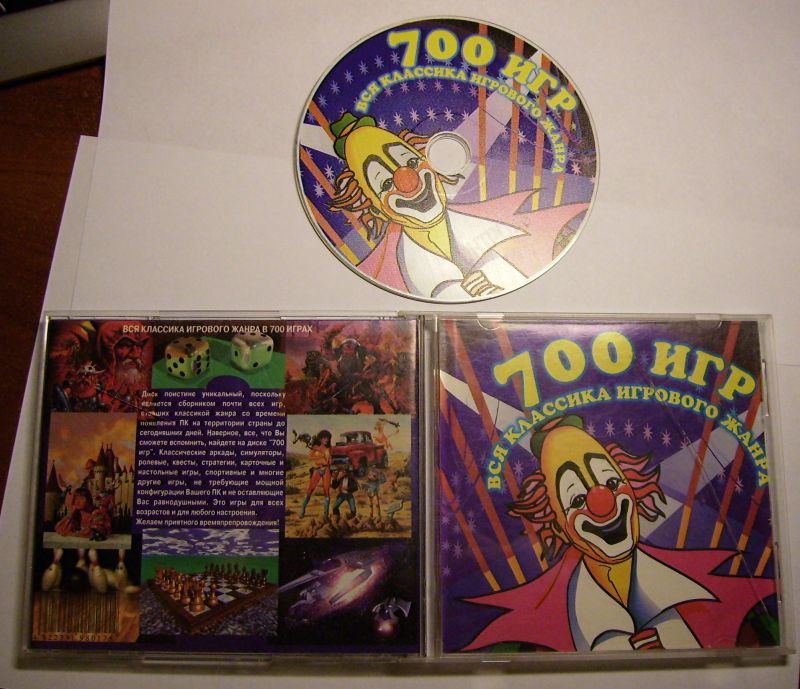 700 ИГР
ВСЯ КЛАССИКА ИГРОВОГО ЖАНРА
ВСЯ КЛАССИКА ИГРОВОГО ЖАНРА В 700 ИГРАХ
Диск поистине уникальный, поскольку
является сборником почти всех игр,
ставших классикой жанра со времени
появления ПК на территории страны до
сегодняшних дней. Наверное, все, что Вы
сможете вспомнить, найдете на диске "700
игр". Классические аркады, симуляторы,
ролевые, квесты, стратегии, карточные и
настольные игры, спортивные и многие
другие игры, не требующие мощной
конфигурации Вашего ПК и не оставляющие
Вас равнодушными. Это игры для всех
возрастов и для любого настроения.
Желаем приятного времяпрепровождения!
700 ИГР
ВСЯ КЛАССИКА ИГРОВОГО ЖАНРА